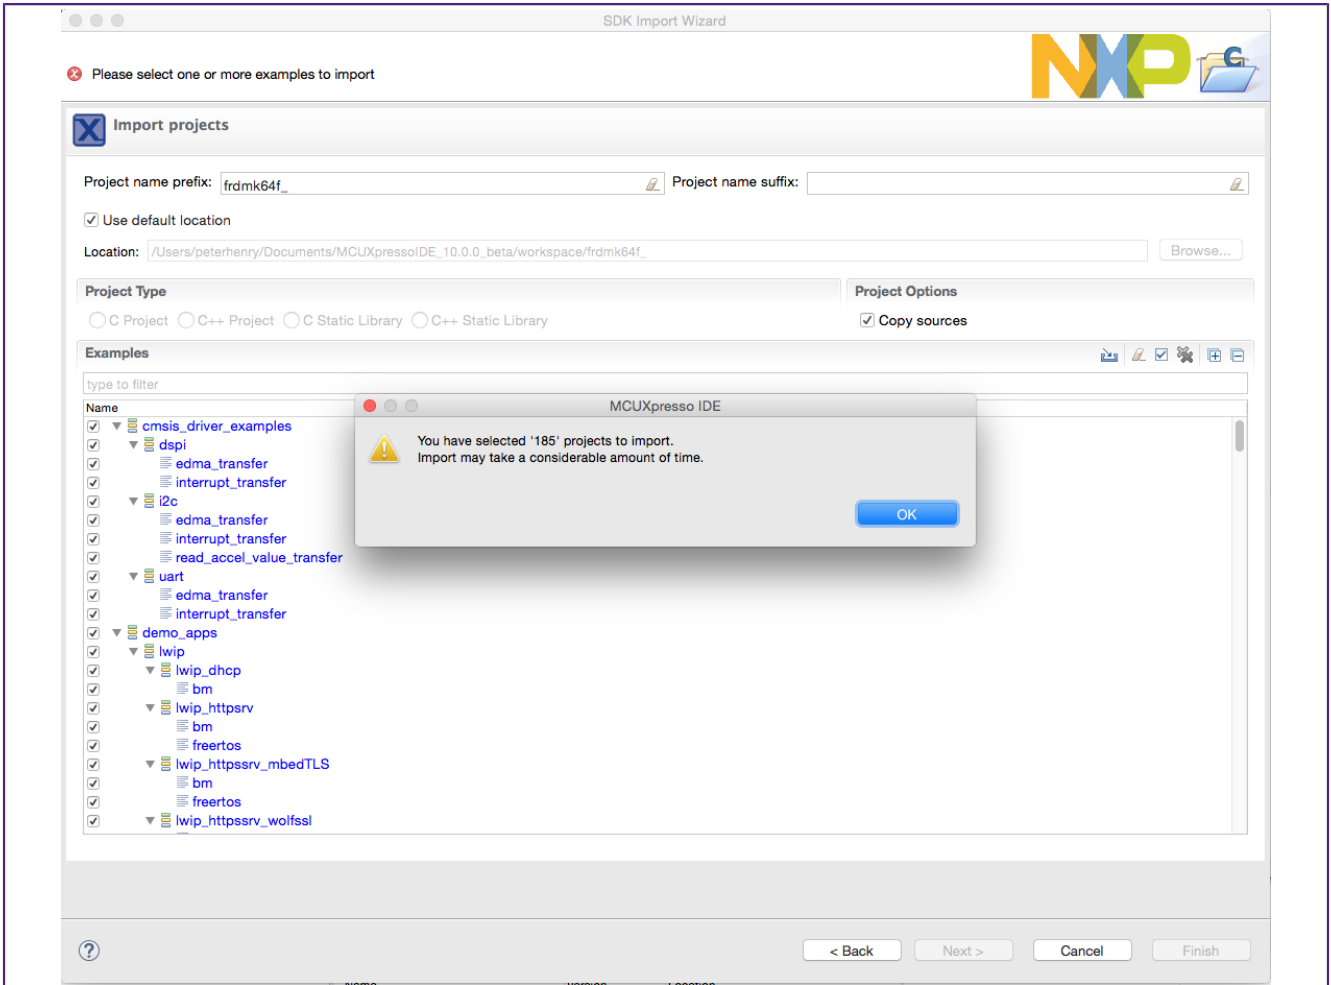 SDK Import Wizard
Please select one or more examples to import
NXP
Import projects
Project name prefix: frdmk64f_ Project name suffix:
Use default location
Location: /Users/peterhenry/Documents/MCUXpressoIDE_10.0.0_beta/workspace/frdmk64f_ Browse...
Project Type Project Options
C Project C++ Project C Static Library C++ Static Library Copy sources
Examples
type to filter
Name
MCUXpresso IDE
You have selected '185' projects to import.
Import may take a considerable amount of time.
OK
cmsis_driver_examples
dspi
edma_transfer
interrupt_transfer
i2c
edma_transfer
interrupt_transfer
read_accel_value_transfer
uart
edma_transfer
interrupt_transfer
demo_apps
lwip
lwip_dhcp
bm
lwip_httpsrv
bm
freertos
lwip_httpssrv_mbedTLS
bm
freertos
lwip_httpssrv_wolfssl
? < Back Next > Cancel Finish
Name Version Location